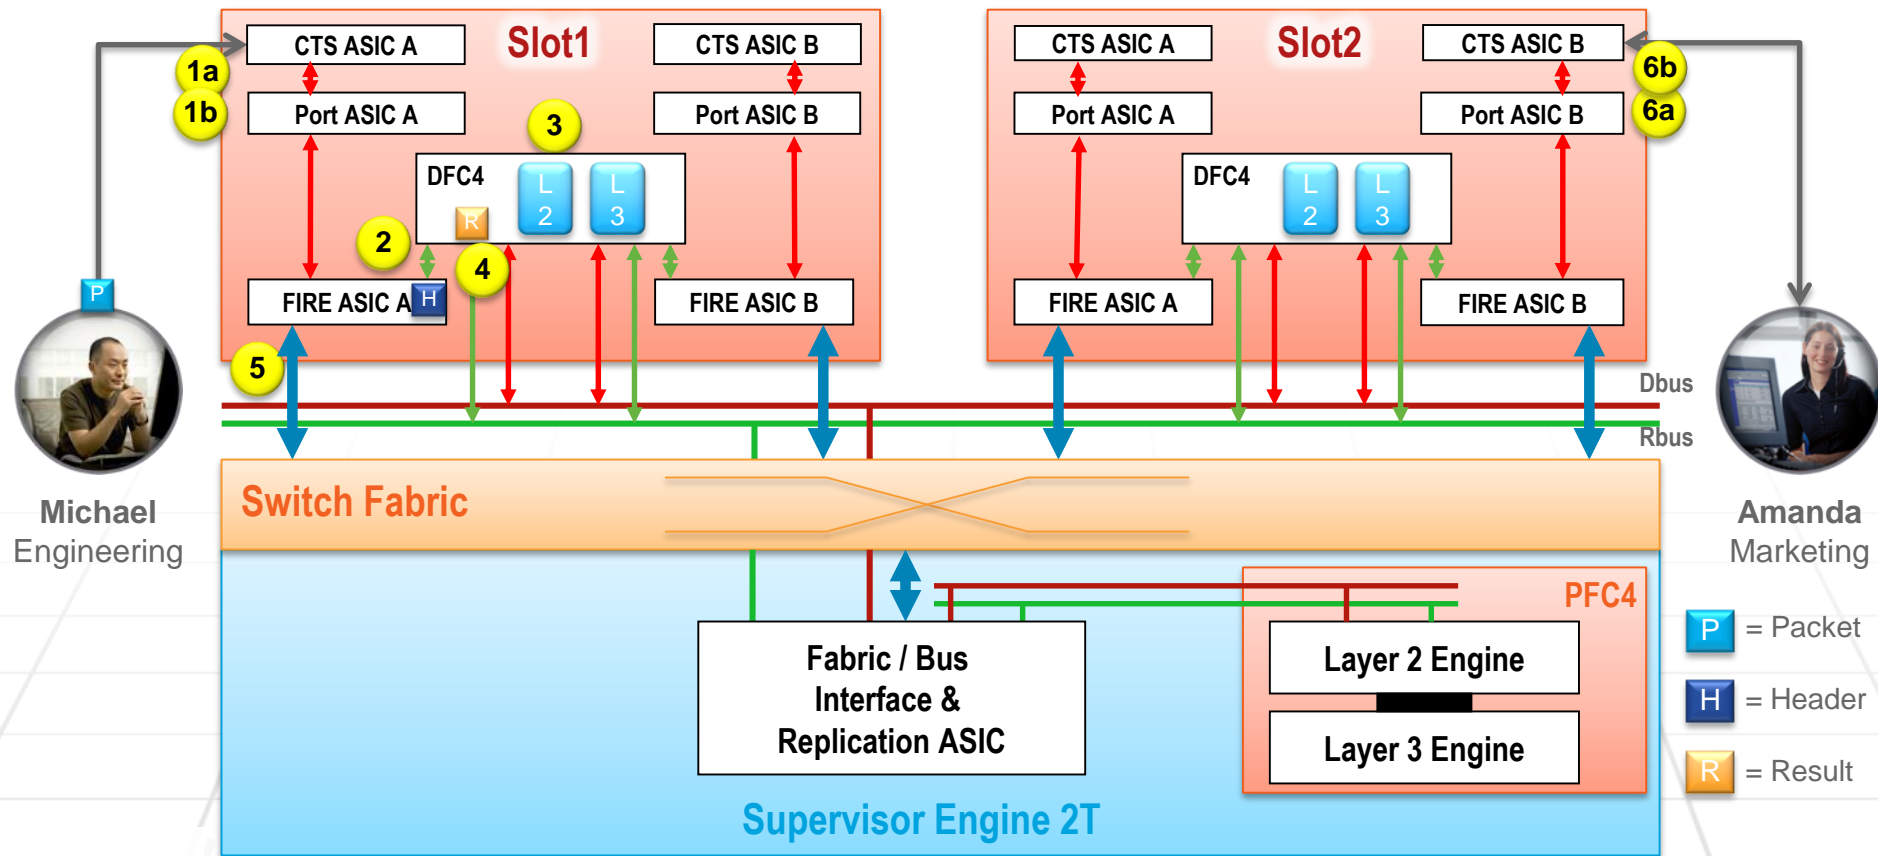 Slot1
CTS ASIC A
CTS ASIC B
1a
1b
Port ASIC A
Port ASIC B
3
DFC4
L
2
L
3
R
2
4
FIRE ASIC A
H
FIRE ASIC B
5
Slot2
CTS ASIC A
CTS ASIC B
6b
6a
Port ASIC A
Port ASIC B
DFC4
L
2
L
3
FIRE ASIC A
FIRE ASIC B
P
Michael
Engineering
Dbus
Rbus
Amanda
Marketing
Switch Fabric
Fabric / Bus
Interface &
Replication ASIC
PFC4
Layer 2 Engine
Layer 3 Engine
Supervisor Engine 2T
P = Packet
H = Header
R = Result